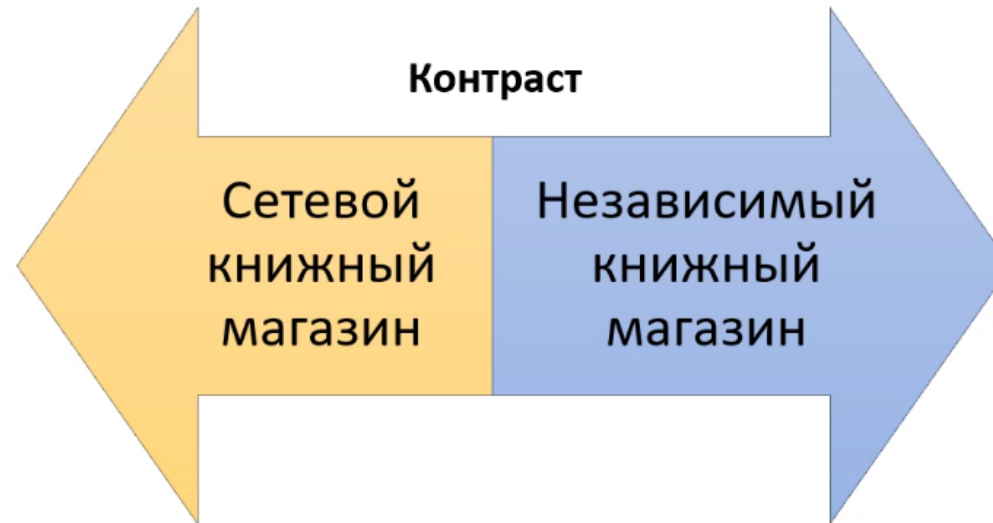 Контраст
Сетевой
книжный
магазин
Независимый
книжный
магазин